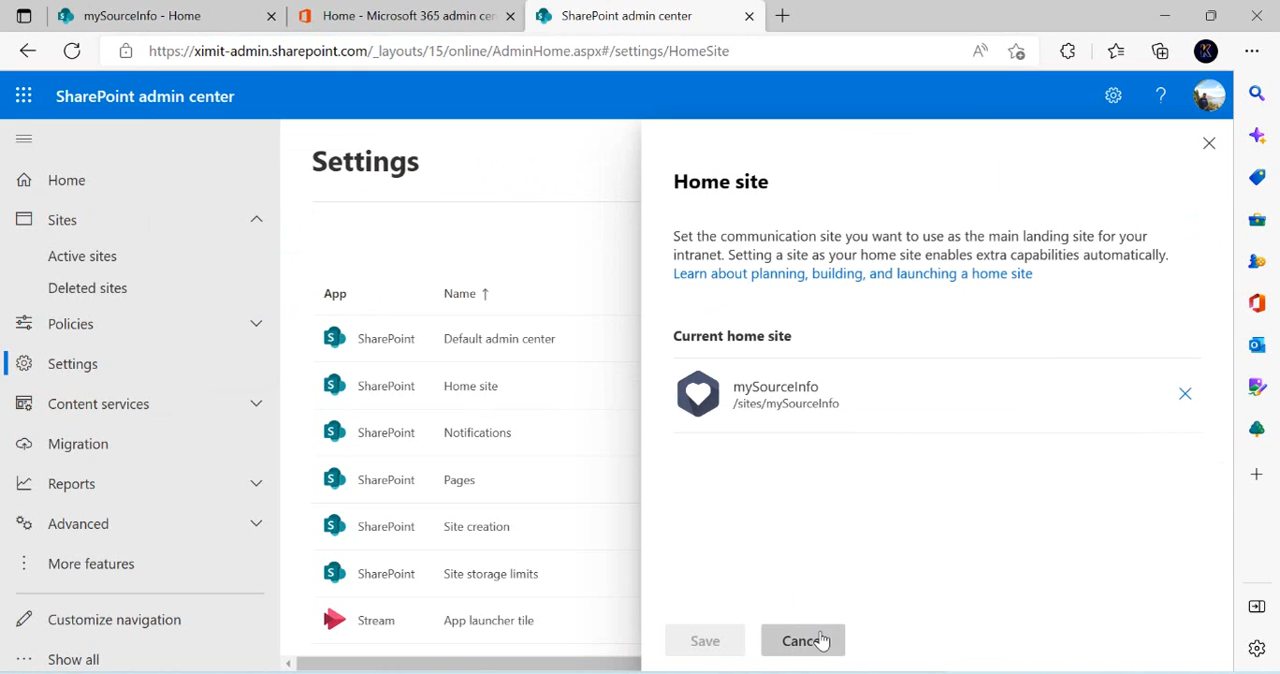 mySourceInfo - Home
Home - Microsoft 365 admin cen
SharePoint admin center
https://ximit-admin.sharepoint.com/_layouts/15/online/AdminHome.aspx#/settings/HomeSite
SharePoint admin center
Home
Sites
Active sites
Deleted sites
Policies
Settings
Content services
Migration
Reports
Advanced
More features
Customize navigation
Show all
Settings
App
Name ↑
SharePoint Default admin center
SharePoint Home site
SharePoint Notifications
SharePoint Pages
SharePoint Site creation
SharePoint Site storage limits
Stream App launcher tile
Home site
Set the communication site you want to use as the main landing site for your
intranet. Setting a site as your home site enables extra capabilities automatically.
Learn about planning, building, and launching a home site
Current home site
mySourceInfo
/sites/mySourceInfo
Save
Cancel